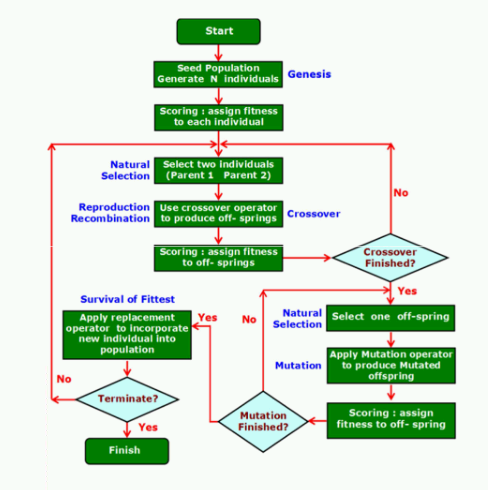 Start
Seed Population
Generate N individuals
Genesis
Scoring : assign fitness
to each individual
Natural
Selection
Select two individuals
(Parent 1 Parent 2)
No
Reproduction
Recombination
Use crossover operator
to produce off- springs
Crossover
Scoring : assign fitness
to off- springs
Crossover
Finished?
Yes
Survival of Fittest
Apply replacement
operator to incorporate
new individual into
population
Yes
No
Natural
Selection
Select one off-spring
Mutation
Apply Mutation operator
to produce Mutated
offspring
No
Terminate?
Mutation
Finished?
Scoring : assign
fitness to off- spring
Yes
Finish